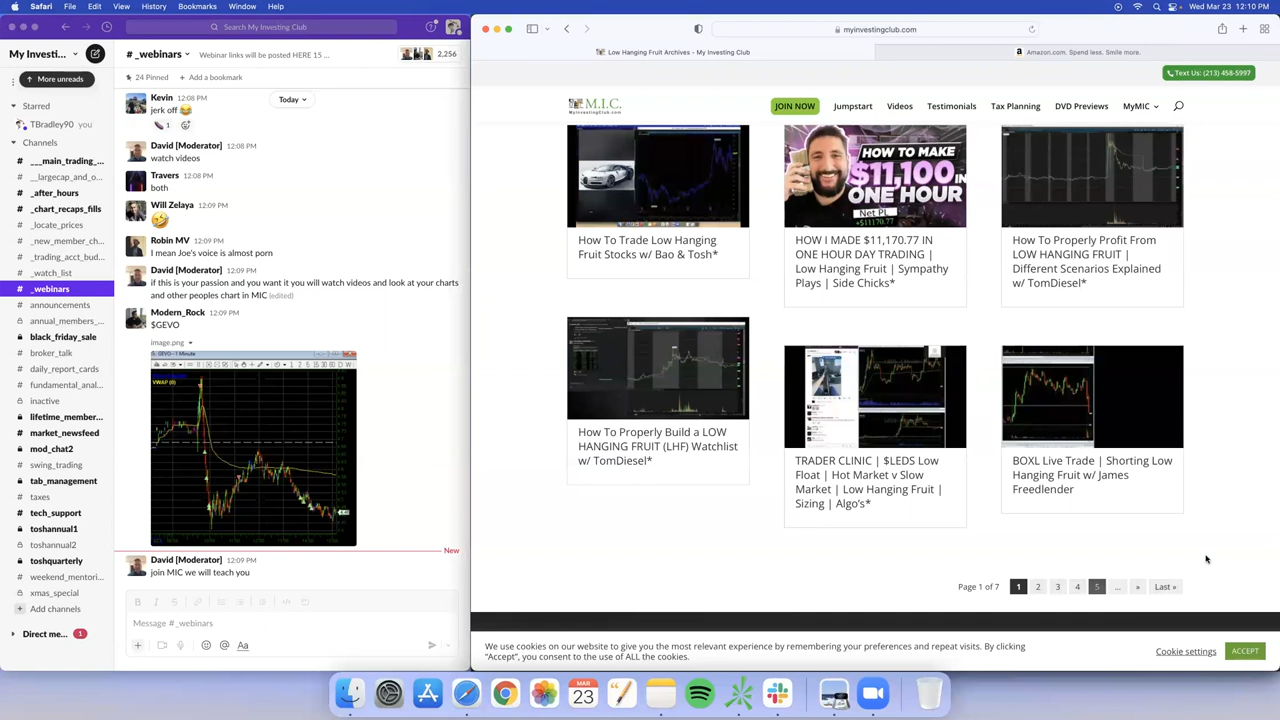 Safari File Edit View History Bookmarks Window Help
Wed Mar 23 12:10 PM
Search My Investing Club
My Investi...
More unreads
Starred
TBradley90 you
Channels
# ___main_trading_...
# __largecap_and_o...
# _after_hours
# _chart_recaps_fills
# _locate_prices
# _new_member_ch...
# _trading_acct_bud...
# _watch_list
# _webinars
# announcements
annual_members_...
black_friday_sale
# broker_talk
# daily_report_cards
# fundamental_anal...
# inactive
lifetime_member...
# market_newsfeed
mod_chat2
# swing_trading
# tab_management
# taxes
# tech_support
toshannual1
toshannual2
toshquarterly
# weekend_mentori...
xmas_special
Add channels
Direct me... 1
# _webinars
Webinar links will be posted HERE 15 ...
2,256
24 Pinned + Add a bookmark
Today
Kevin 12:08 PM
jerk off 😂
🍆 1
David [Moderator] 12:08 PM
watch videos
Travers 12:08 PM
both
Will Zelaya 12:09 PM
🤣
Robin MV 12:09 PM
I mean Joe's voice is almost porn
David [Moderator] 12:09 PM
if this is your passion and you want it you will watch videos and look at your charts
and other peoples chart in MIC (edited)
Modern_Rock 12:09 PM
$GEVO
image.png
GEVO--1 Minute
VWAP (0)
New
David [Moderator] 12:09 PM
join MIC we will teach you
Message #_webinars
Aa
myinvestingclub.com
Low Hanging Fruit Archives - My Investing Club
Amazon.com. Spend less. Smile more.
Text Us: (213) 458-5997
M.I.C.
MyInvestingClub.com
JOIN NOW Jumpstart Videos Testimonials Tax Planning DVD Previews MyMIC
HOW TO MAKE
$11,100 IN
ONE HOUR
Net PL
+$11170.77
How To Trade Low Hanging
Fruit Stocks w/ Bao & Tosh*
HOW I MADE $11,170.77 IN
ONE HOUR DAY TRADING |
Low Hanging Fruit | Sympathy
Plays | Side Chicks*
How To Properly Profit From
LOW HANGING FRUIT |
Different Scenarios Explained
w/ TomDiesel*
How To Properly Build a LOW
HANGING FRUIT (LHF) Watchlist
w/ TomDiesel*
TRADER CLINIC | $LEDS Low
Float | Hot Market v Slow
Market | Low Hanging Fruit |
Sizing | Algo's*
BOXL Live Trade | Shorting Low
Hanging Fruit w/ James
Freedlender
Page 1 of 7 1 2 3 4 5 ... » Last »
We use cookies on our website to give you the most relevant experience by remembering your preferences and repeat visits. By clicking
"Accept", you consent to the use of ALL the cookies.
Cookie settings ACCEPT
MAR
23